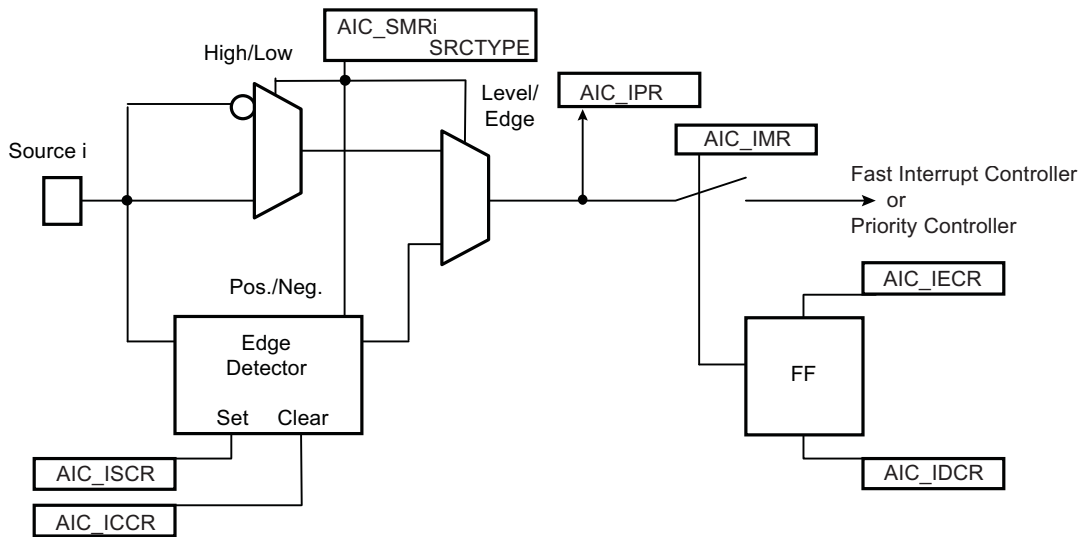 AIC_SMRi
SRCTYPE
High/Low
Level/
Edge
AIC_IPR
AIC_IMR
Source i
Fast Interrupt Controller
or
Priority Controller
Pos./Neg.
AIC_IECR
Edge
Detector
FF
Set Clear
AIC_ISCR
AIC_IDCR
AIC_ICCR